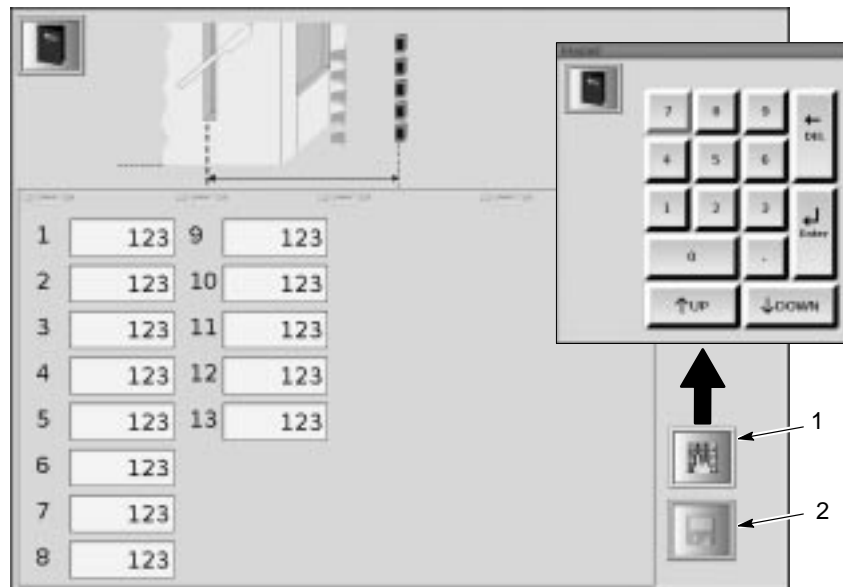 7 8 9 ← DEL
4 5 6
1 2 3 ↵ Enter
0 .
↑UP ↓DOWN
1 123 9 123
2 123 10 123
3 123 11 123
4 123 12 123
5 123 13 123
6 123
7 123
8 123
1
2